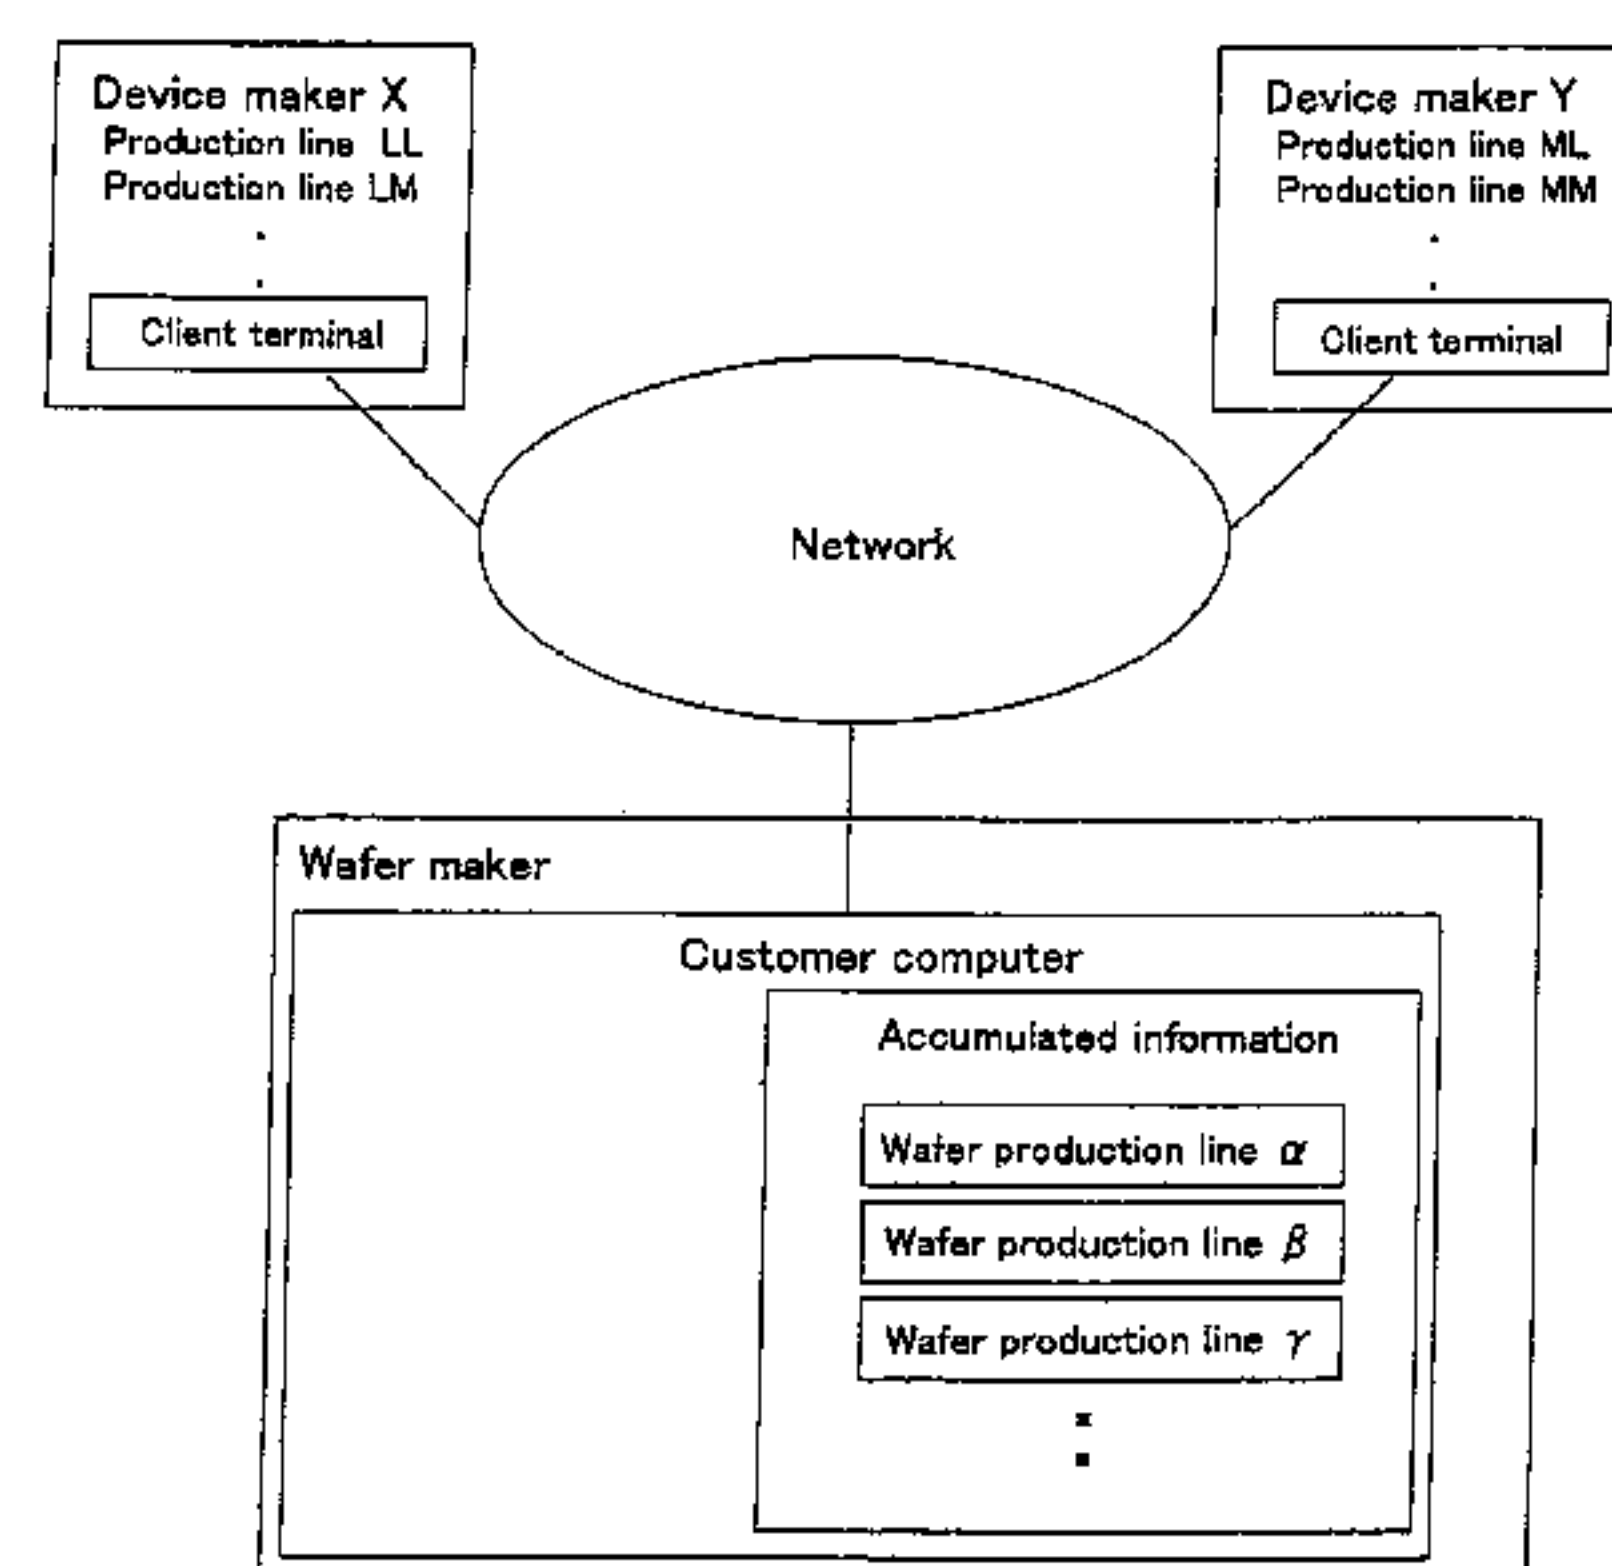 Device maker X
Production line LL
Production line LM
Client terminal
Device maker Y
Production line ML
Production line MM
Client terminal
Network
Wafer maker
Customer computer
Accumulated information
Wafer production line α
Wafer production line β
Wafer production line γ